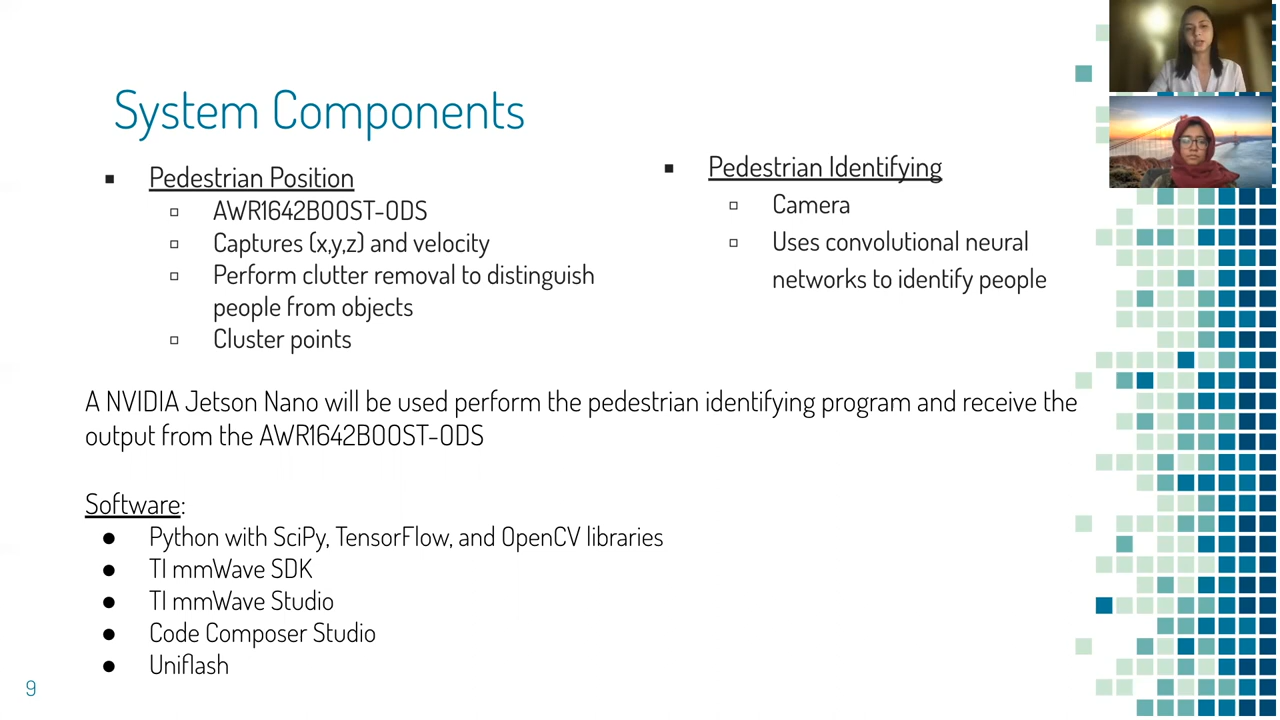 System Components
▪ Pedestrian Position
▫ AWR1642BOOST-ODS
▫ Captures (x,y,z) and velocity
▫ Perform clutter removal to distinguish
people from objects
▫ Cluster points
▪ Pedestrian Identifying
▫ Camera
▫ Uses convolutional neural
networks to identify people
A NVIDIA Jetson Nano will be used perform the pedestrian identifying program and receive the
output from the AWR1642BOOST-ODS
Software:
● Python with SciPy, TensorFlow, and OpenCV libraries
● TI mmWave SDK
● TI mmWave Studio
● Code Composer Studio
● Uniflash
9